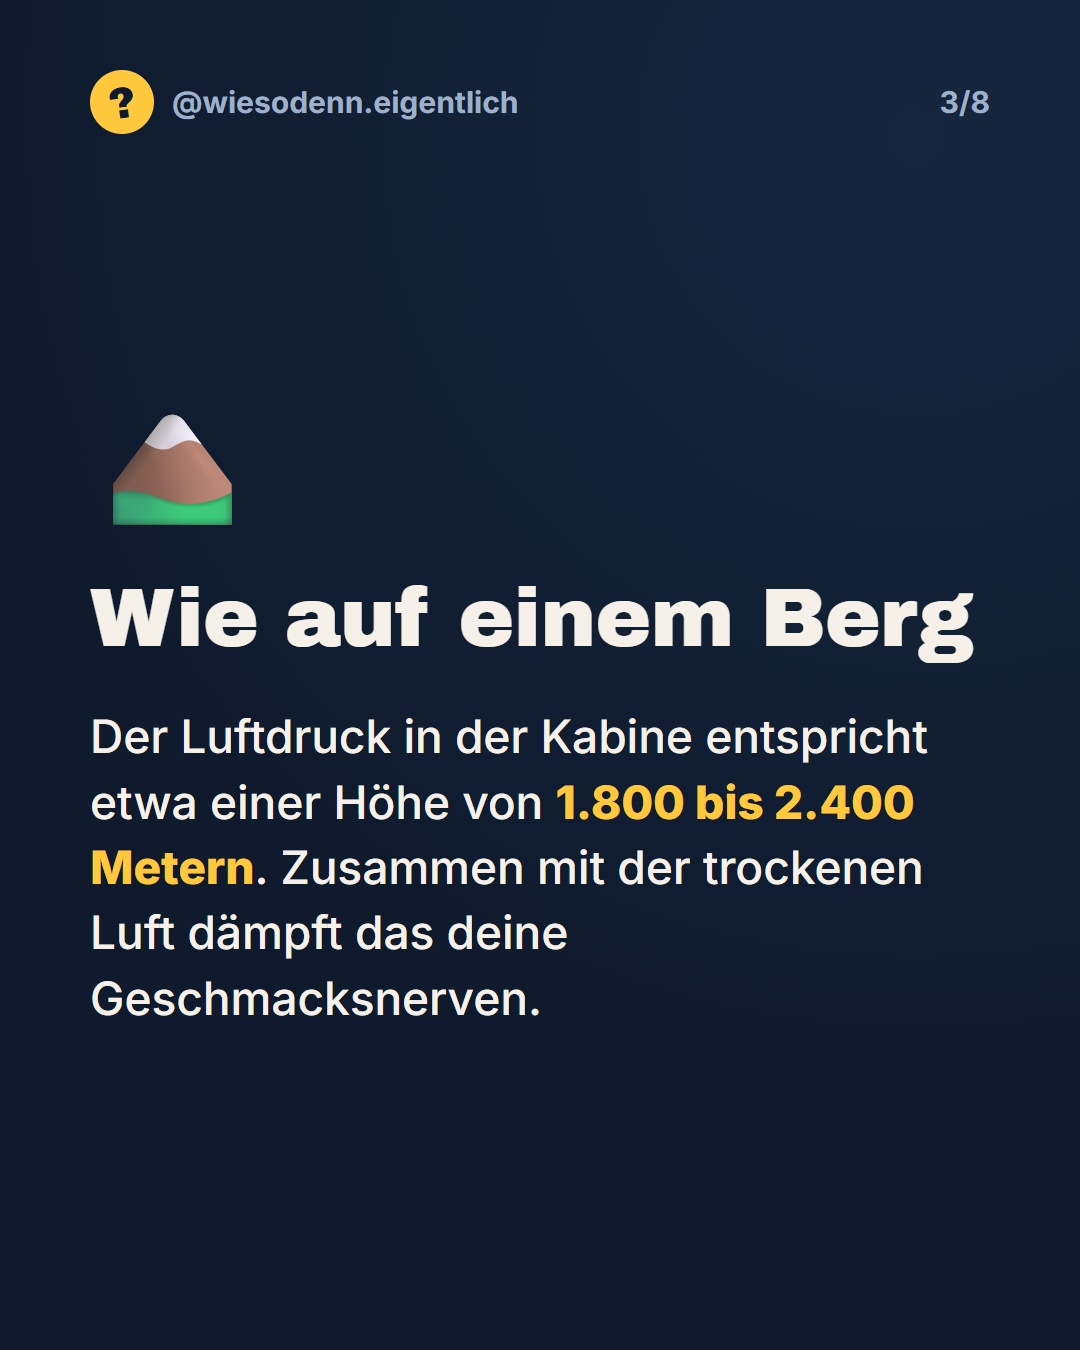 ?
@wiesodenn.eigentlich
3/8
Wie auf einem Berg
Der Luftdruck in der Kabine entspricht
etwa einer Höhe von 1.800 bis 2.400
Metern. Zusammen mit der trockenen
Luft dämpft das deine
Geschmacksnerven.